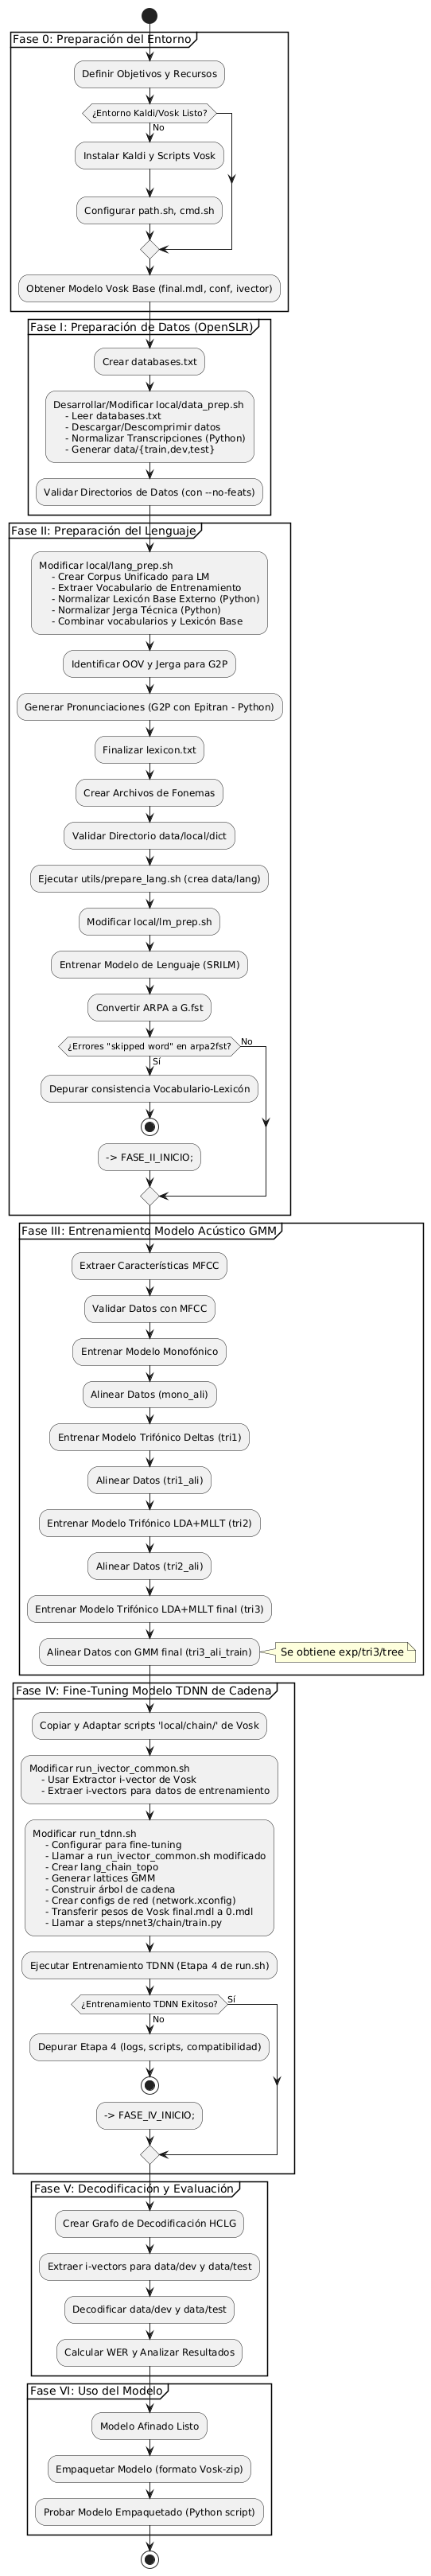 Fase 0: Preparación del Entorno
Definir Objetivos y Recursos
¿Entorno Kaldi/Vosk Listo?
No
Instalar Kaldi y Scripts Vosk
Configurar path.sh, cmd.sh
Obtener Modelo Vosk Base (final.mdl, conf, ivector)
Fase I: Preparación de Datos (OpenSLR)
Crear databases.txt
Desarrollar/Modificar local/data_prep.sh
- Leer databases.txt
- Descargar/Descomprimir datos
- Normalizar Transcripciones (Python)
- Generar data/{train,dev,test}
Validar Directorios de Datos (con --no-feats)
Fase II: Preparación del Lenguaje
Modificar local/lang_prep.sh
- Crear Corpus Unificado para LM
- Extraer Vocabulario de Entrenamiento
- Normalizar Lexicón Base Externo (Python)
- Normalizar Jerga Técnica (Python)
- Combinar vocabularios y Lexicón Base
Identificar OOV y Jerga para G2P
Generar Pronunciaciones (G2P con Epitran - Python)
Finalizar lexicon.txt
Crear Archivos de Fonemas
Validar Directorio data/local/dict
Ejecutar utils/prepare_lang.sh (crea data/lang)
Modificar local/lm_prep.sh
Entrenar Modelo de Lenguaje (SRILM)
Convertir ARPA a G.fst
¿Errores "skipped word" en arpa2fst?
No
Sí
Depurar consistencia Vocabulario-Lexicón
-> FASE_II_INICIO;
Fase III: Entrenamiento Modelo Acústico GMM
Extraer Características MFCC
Validar Datos con MFCC
Entrenar Modelo Monofónico
Alinear Datos (mono_ali)
Entrenar Modelo Trifónico Deltas (tri1)
Alinear Datos (tri1_ali)
Entrenar Modelo Trifónico LDA+MLLT (tri2)
Alinear Datos (tri2_ali)
Entrenar Modelo Trifónico LDA+MLLT final (tri3)
Alinear Datos con GMM final (tri3_ali_train)
Se obtiene exp/tri3/tree
Fase IV: Fine-Tuning Modelo TDNN de Cadena
Copiar y Adaptar scripts 'local/chain/' de Vosk
Modificar run_ivector_common.sh
- Usar Extractor i-vector de Vosk
- Extraer i-vectors para datos de entrenamiento
Modificar run_tdnn.sh
- Configurar para fine-tuning
- Llamar a run_ivector_common.sh modificado
- Crear lang_chain_topo
- Generar lattices GMM
- Construir árbol de cadena
- Crear configs de red (network.xconfig)
- Transferir pesos de Vosk final.mdl a 0.mdl
- Llamar a steps/nnet3/chain/train.py
Ejecutar Entrenamiento TDNN (Etapa 4 de run.sh)
¿Entrenamiento TDNN Exitoso?
Sí
No
Depurar Etapa 4 (logs, scripts, compatibilidad)
-> FASE_IV_INICIO;
Fase V: Decodificación y Evaluación
Crear Grafo de Decodificación HCLG
Extraer i-vectors para data/dev y data/test
Decodificar data/dev y data/test
Calcular WER y Analizar Resultados
Fase VI: Uso del Modelo
Modelo Afinado Listo
Empaquetar Modelo (formato Vosk-zip)
Probar Modelo Empaquetado (Python script)